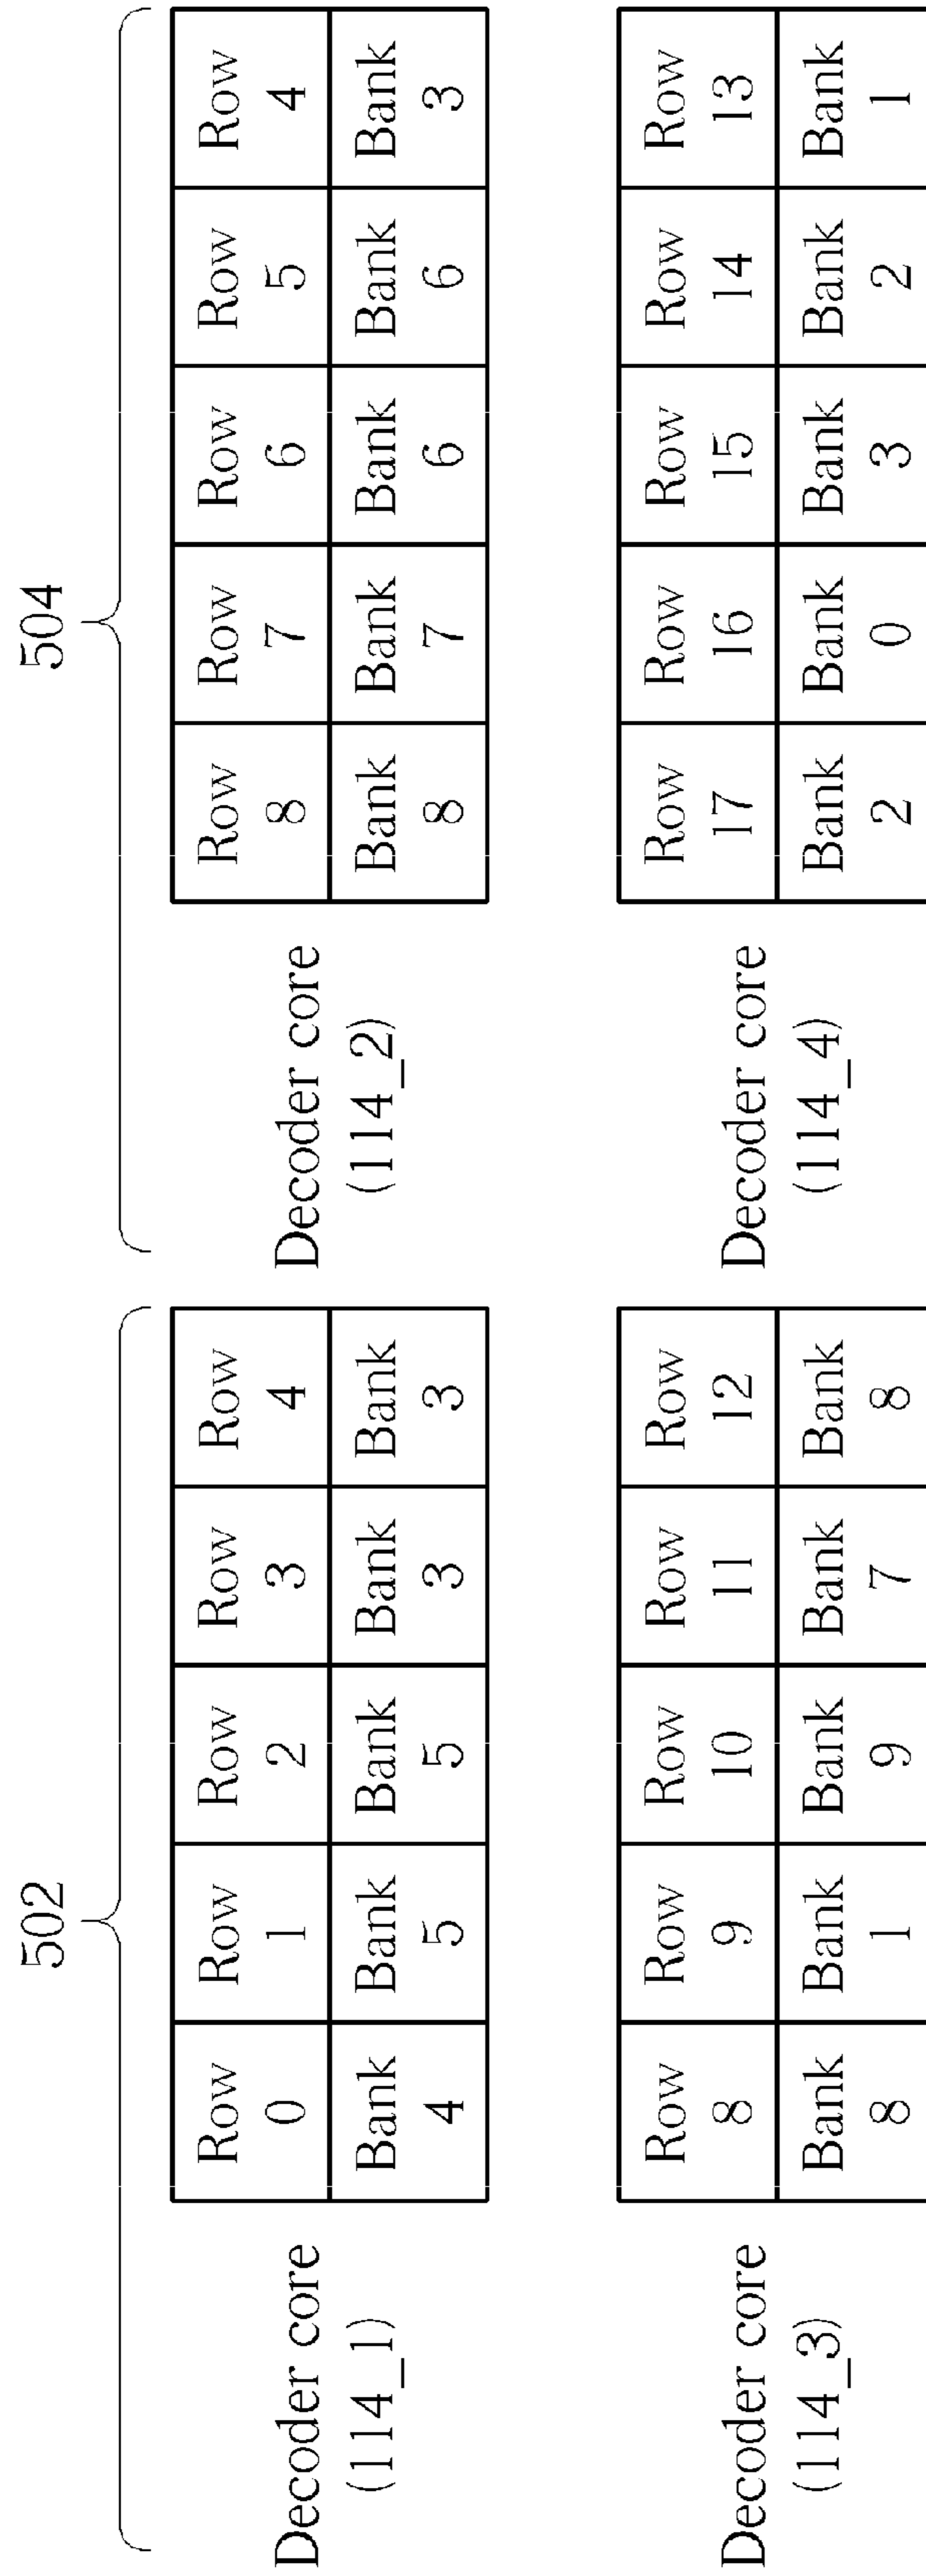 502
504
Decoder core
(114_1)
Row 0 Row 1 Row 2 Row 3 Row 4
Bank 4 Bank 5 Bank 5 Bank 3 Bank 3
Decoder core
(114_2)
Row 8 Row 7 Row 6 Row 5 Row 4
Bank 8 Bank 7 Bank 6 Bank 6 Bank 3
Decoder core
(114_3)
Row 8 Row 9 Row 10 Row 11 Row 12
Bank 8 Bank 1 Bank 9 Bank 7 Bank 8
Decoder core
(114_4)
Row 17 Row 16 Row 15 Row 14 Row 13
Bank 2 Bank 0 Bank 3 Bank 2 Bank 1